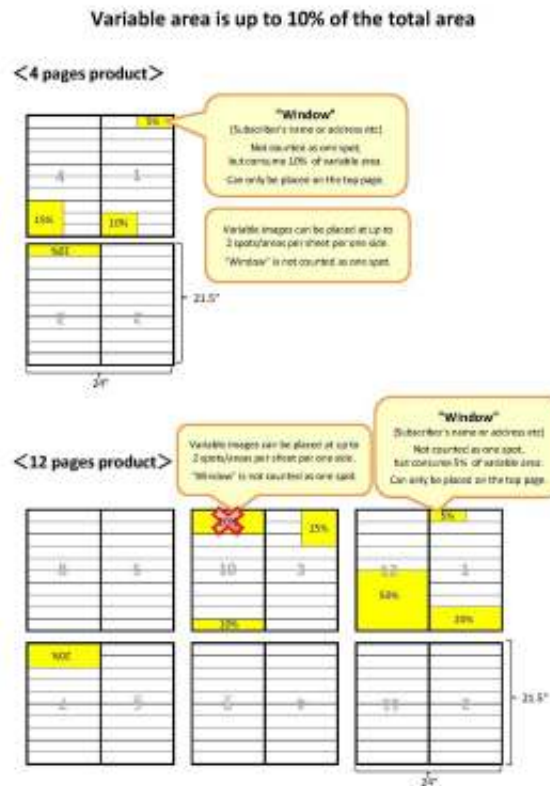 Variable area is up to 10% of the total area
<4 pages product>
5%
4
1
15%
10%
"Window"
(Subscriber's name or address etc)
Not counted as one spot,
but consume 10% of variable area
Can only be placed on the top page.
Variable images can be placed at up to
2 spots/areas per sheet per one side.
"Window" is not counted as one spot.
10%
21.5"
24"
<12 pages product>
Variable images can be placed at up to
2 spots/areas per sheet per one side.
"Window" is not counted as one spot.
"Window"
(Subscriber's name or address etc)
Not counted as one spot,
but consume 5% of variable area.
Can only be placed on the top page.
15%
5%
10
3
12
1
50%
10%
20%
20%
21.5"
24"